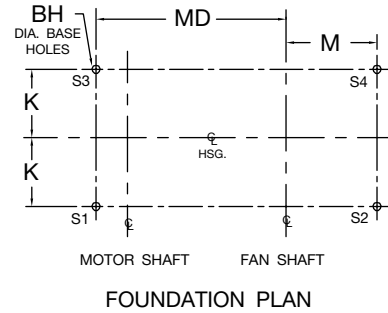 MD
BH
DIA. BASE
HOLES
M
S3
S4
K
℄
HSG.
K
S1
S2
℄
℄
MOTOR SHAFT
FAN SHAFT
FOUNDATION PLAN